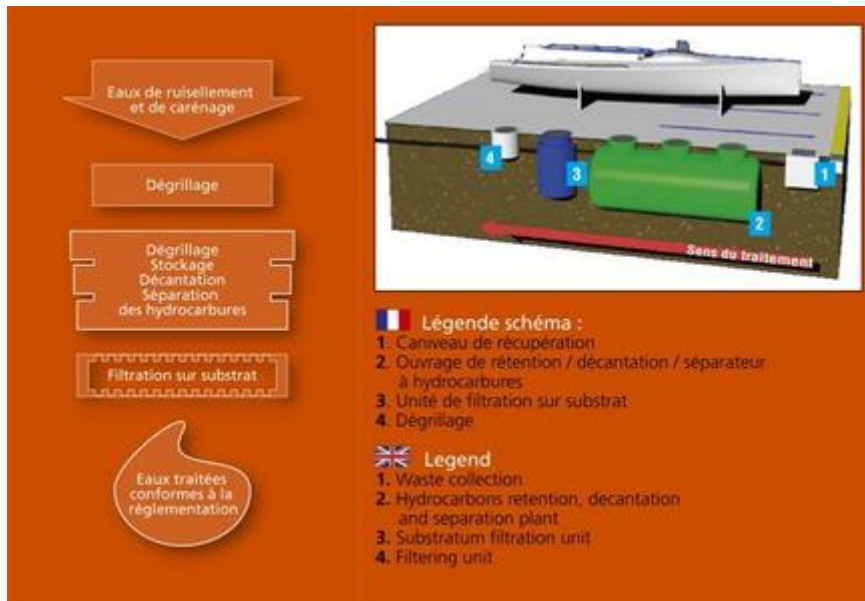 Eaux de ruisellement
et de carénage
Dégrillage
Dégrillage
Stockage
Décantation
Séparation
des hydrocarbures
Filtration sur substrat
Eaux traitées
conformes à la
réglementation
4
3
2
1
Sens du traitement
Légende schéma :
1. Caniveau de récupération
2. Ouvrage de rétention / décantation / séparateur
à hydrocarbures
3. Unité de filtration sur substrat
4. Dégrillage
Legend
1. Waste collection
2. Hydrocarbons retention, decantation
and separation plant
3. Substratum filtration unit
4. Filtering unit